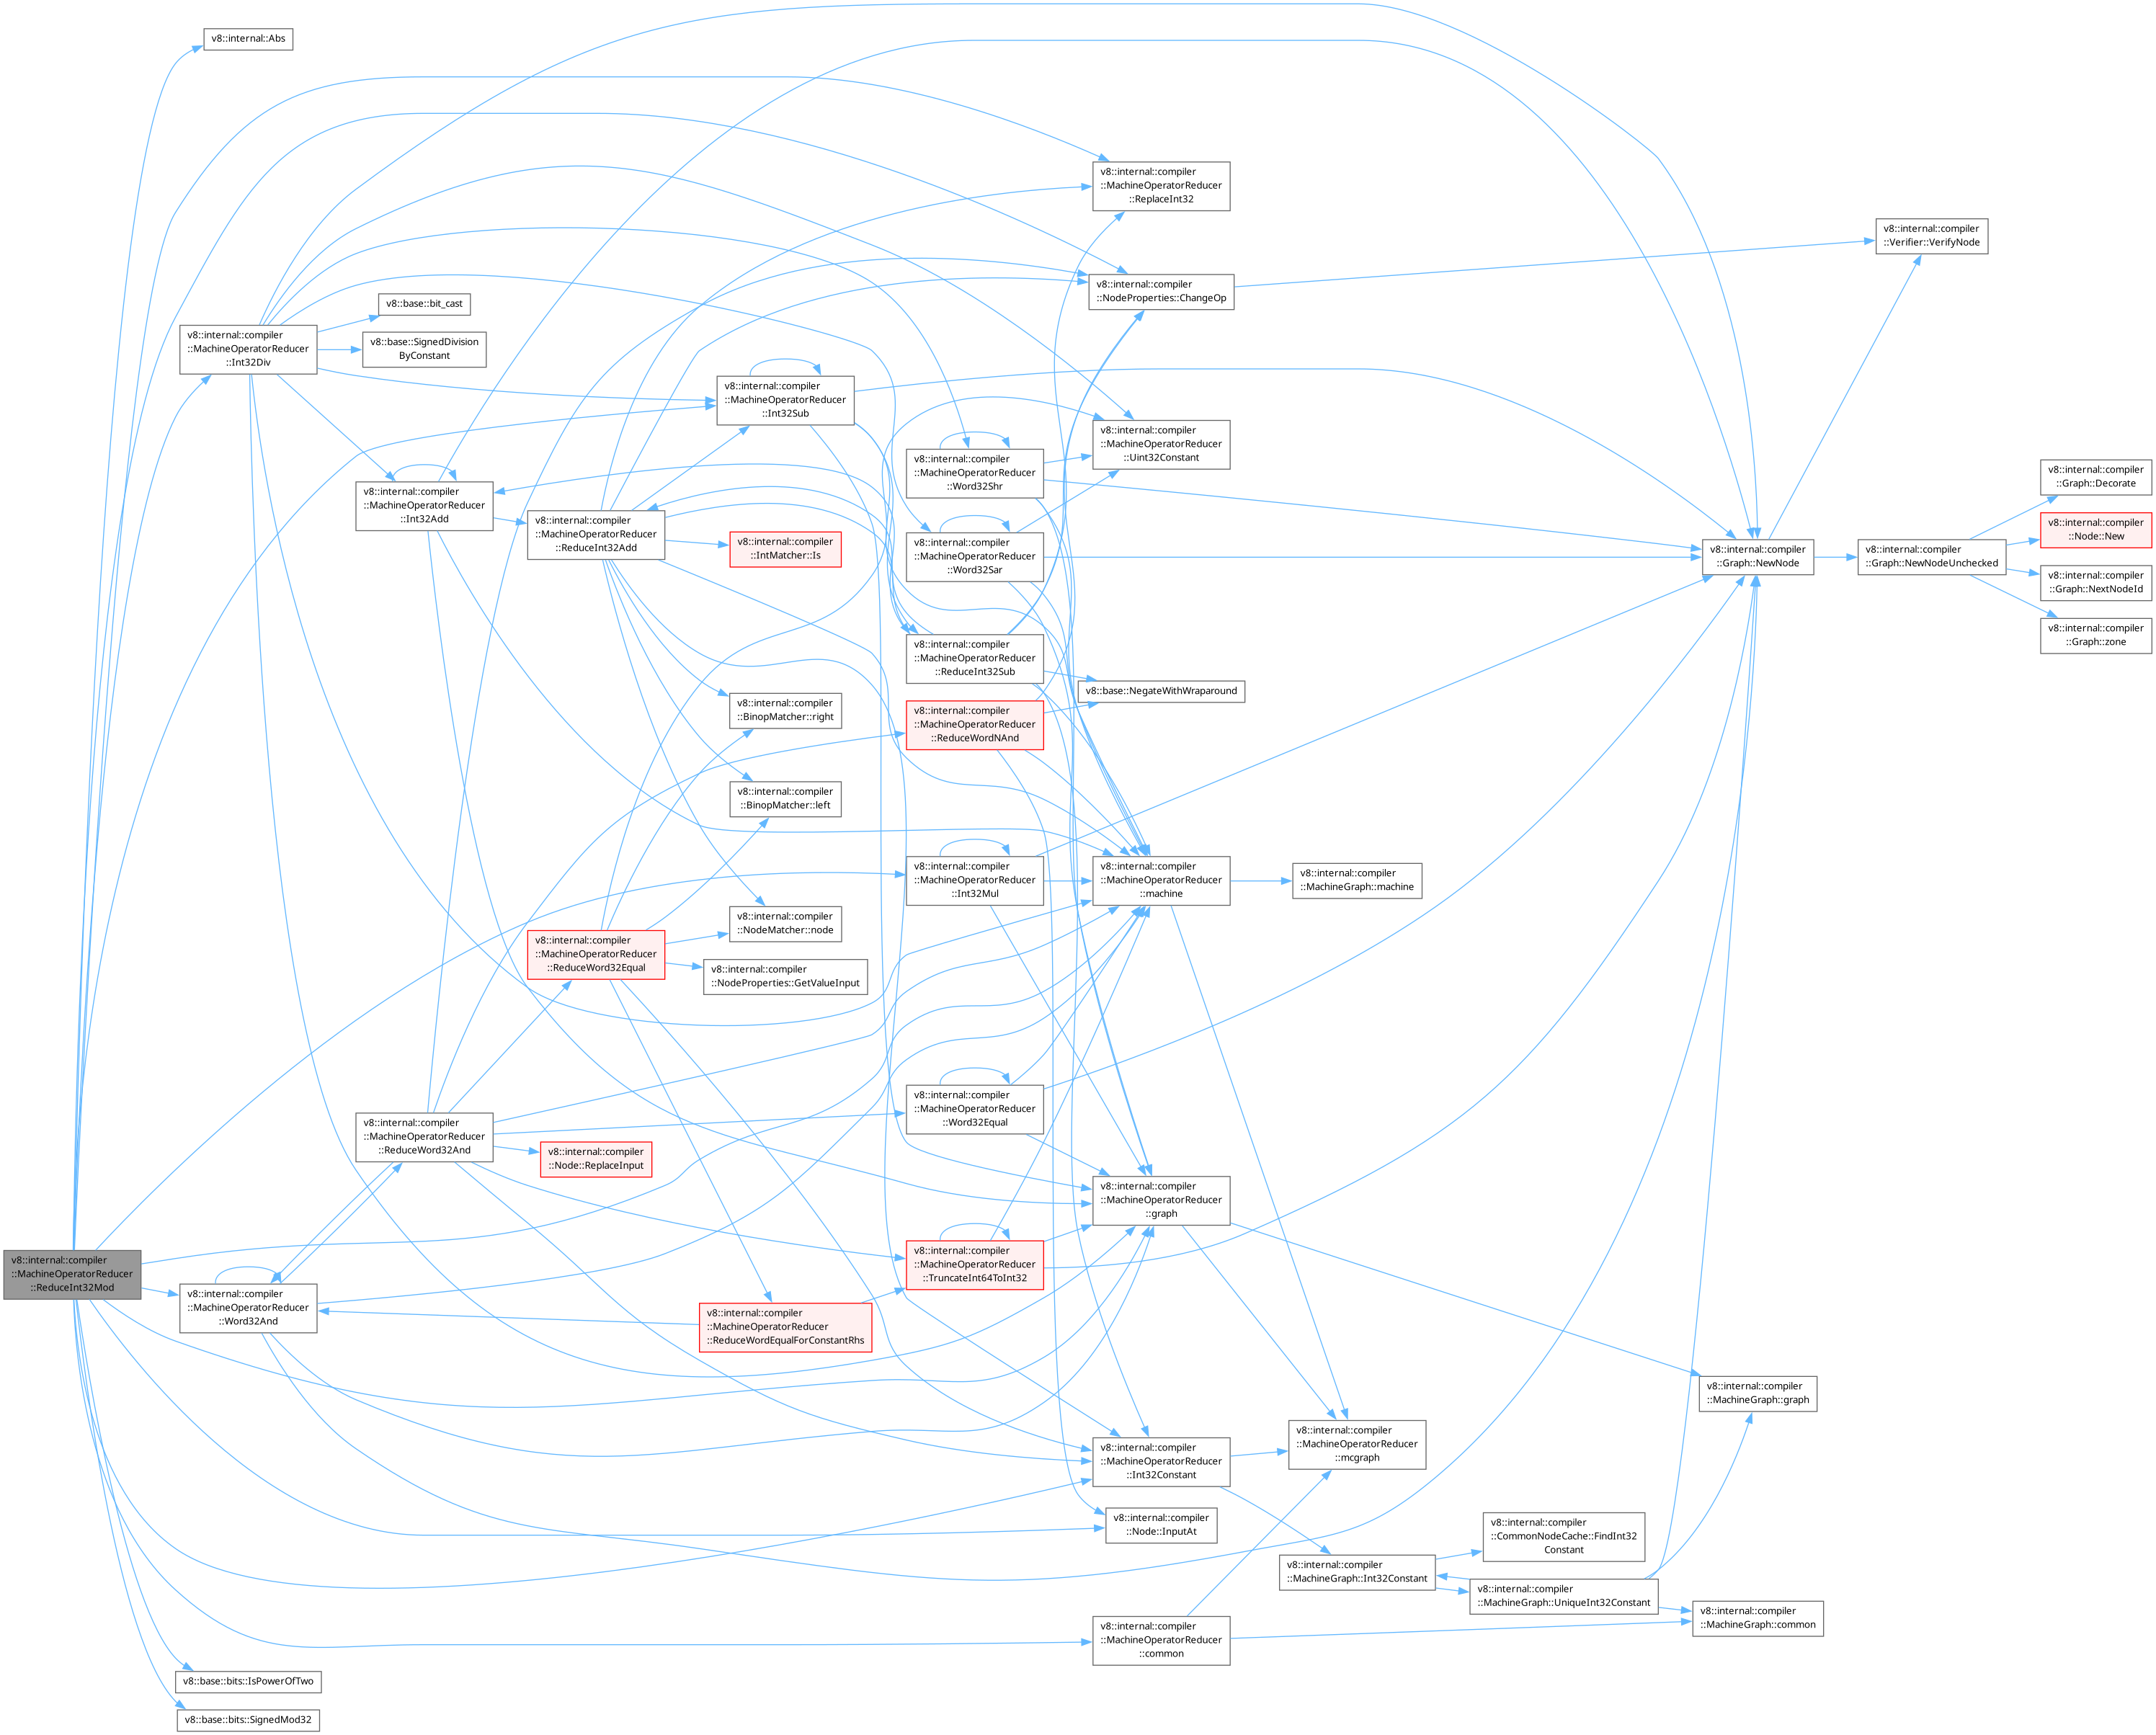 v8::internal::Abs
v8::internal::compiler
::MachineOperatorReducer
::ReplaceInt32
v8::internal::compiler
::Verifier::VerifyNode
v8::internal::compiler
::NodeProperties::ChangeOp
v8::base::bit_cast
v8::internal::compiler
::MachineOperatorReducer
::Int32Div
v8::base::SignedDivision
ByConstant
v8::internal::compiler
::MachineOperatorReducer
::Int32Sub
v8::internal::compiler
::MachineOperatorReducer
::Uint32Constant
v8::internal::compiler
::MachineOperatorReducer
::Word32Shr
v8::internal::compiler
::Graph::Decorate
v8::internal::compiler
::MachineOperatorReducer
::Int32Add
v8::internal::compiler
::MachineOperatorReducer
::ReduceInt32Add
v8::internal::compiler
::IntMatcher::Is
v8::internal::compiler
::MachineOperatorReducer
::Word32Sar
v8::internal::compiler
::Graph::NewNode
v8::internal::compiler
::Graph::NewNodeUnchecked
v8::internal::compiler
::Node::New
v8::internal::compiler
::Graph::NextNodeId
v8::internal::compiler
::Graph::zone
v8::internal::compiler
::MachineOperatorReducer
::ReduceInt32Sub
v8::base::NegateWithWraparound
v8::internal::compiler
::BinopMatcher::right
v8::internal::compiler
::MachineOperatorReducer
::ReduceWordNAnd
v8::internal::compiler
::BinopMatcher::left
v8::internal::compiler
::MachineOperatorReducer
::Int32Mul
v8::internal::compiler
::MachineOperatorReducer
::machine
v8::internal::compiler
::MachineGraph::machine
v8::internal::compiler
::NodeMatcher::node
v8::internal::compiler
::MachineOperatorReducer
::ReduceWord32Equal
v8::internal::compiler
::NodeProperties::GetValueInput
v8::internal::compiler
::MachineOperatorReducer
::Word32Equal
v8::internal::compiler
::MachineOperatorReducer
::ReduceWord32And
v8::internal::compiler
::Node::ReplaceInput
v8::internal::compiler
::MachineOperatorReducer
::graph
v8::internal::compiler
::MachineOperatorReducer
::ReduceInt32Mod
v8::internal::compiler
::MachineOperatorReducer
::TruncateInt64ToInt32
v8::internal::compiler
::MachineOperatorReducer
::Word32And
v8::internal::compiler
::MachineOperatorReducer
::ReduceWordEqualForConstantRhs
v8::internal::compiler
::MachineGraph::graph
v8::internal::compiler
::MachineOperatorReducer
::mcgraph
v8::internal::compiler
::MachineOperatorReducer
::Int32Constant
v8::internal::compiler
::Node::InputAt
v8::internal::compiler
::CommonNodeCache::FindInt32
Constant
v8::internal::compiler
::MachineGraph::Int32Constant
v8::internal::compiler
::MachineGraph::UniqueInt32Constant
v8::internal::compiler
::MachineGraph::common
v8::internal::compiler
::MachineOperatorReducer
::common
v8::base::bits::IsPowerOfTwo
v8::base::bits::SignedMod32